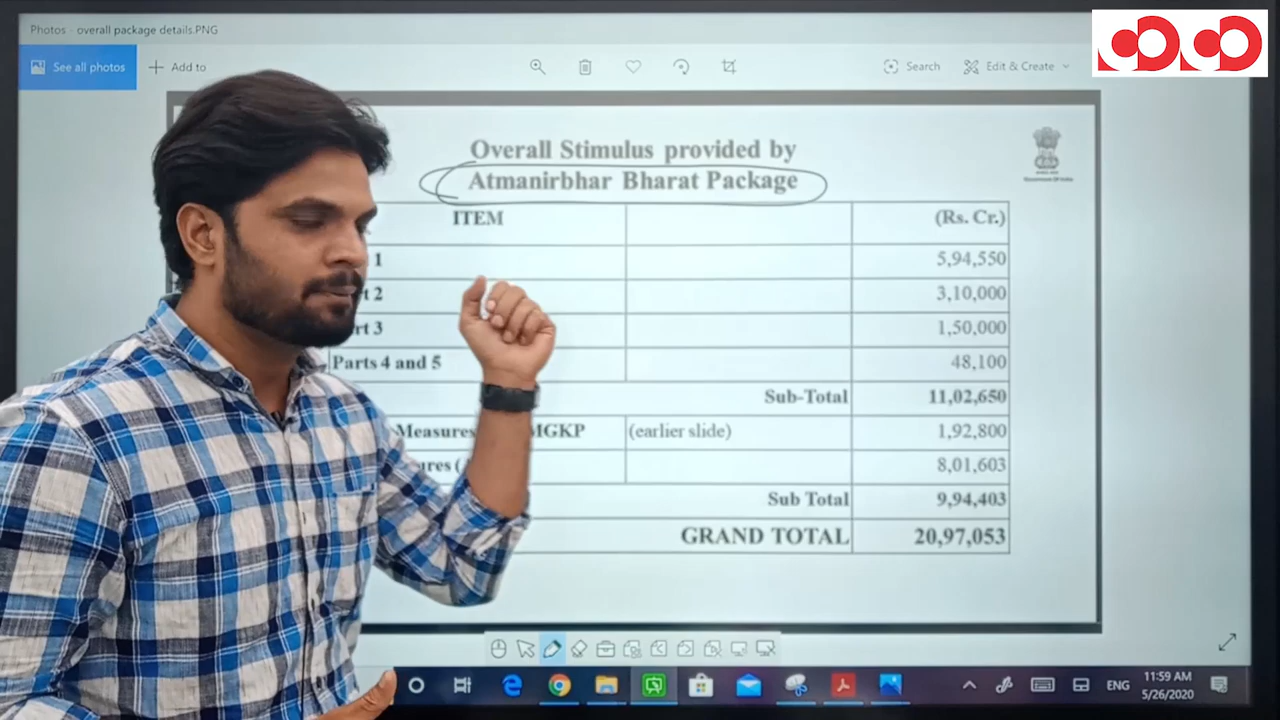 Photos - overall package details.PNG
See all photos
Add to
Search
Edit & Create
Overall Stimulus provided by
Atmanirbhar Bharat Package
ITEM (Rs. Cr.)
1 5,94,550
2 3,10,000
3 1,50,000
Parts 4 and 5 48,100
Sub-Total 11,02,650
Measures MGKP (earlier slide) 1,92,800
8,01,603
Sub Total 9,94,403
GRAND TOTAL 20,97,053
ENG
11:59 AM
5/26/2020